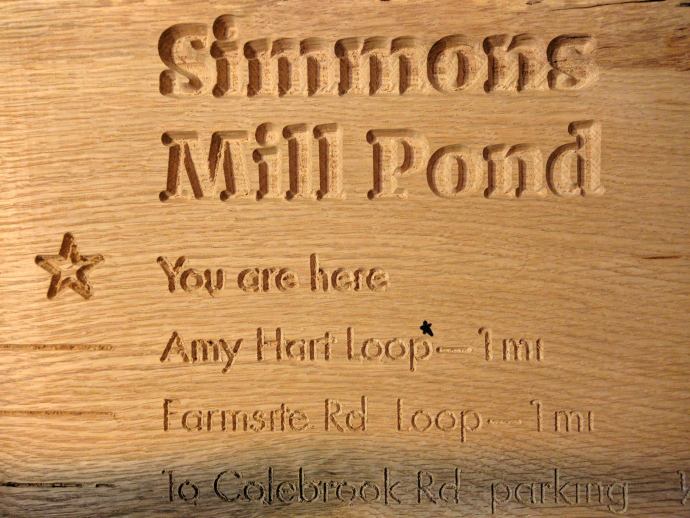 Simmons
Mill Pond
You are here
Amy Hart Loop — 1 mi
Farmsite Rd Loop — 1 mi
To Colebrook Rd parking